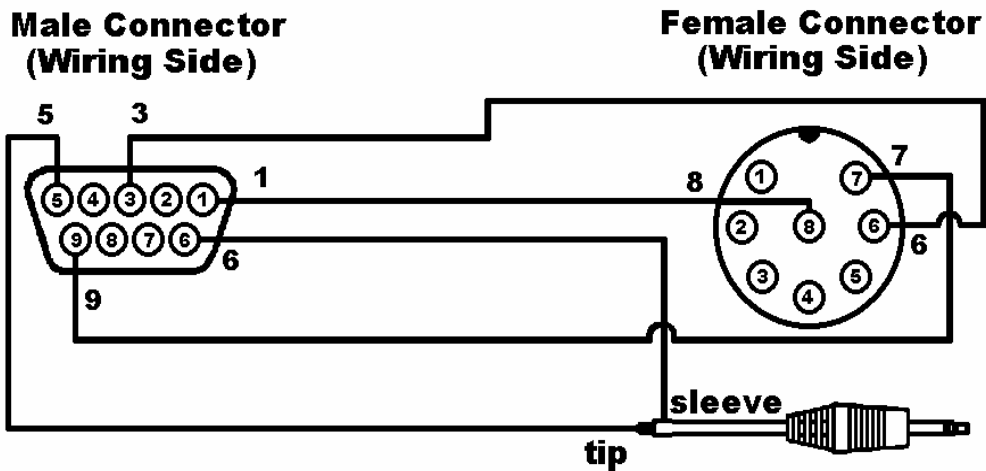 Male Connector
(Wiring Side)
Female Connector
(Wiring Side)
5
3
1
6
9
5 4 3 2 1
9 8 7 6
8
7
6
1 7
2 8 6
3 5
4
sleeve
tip